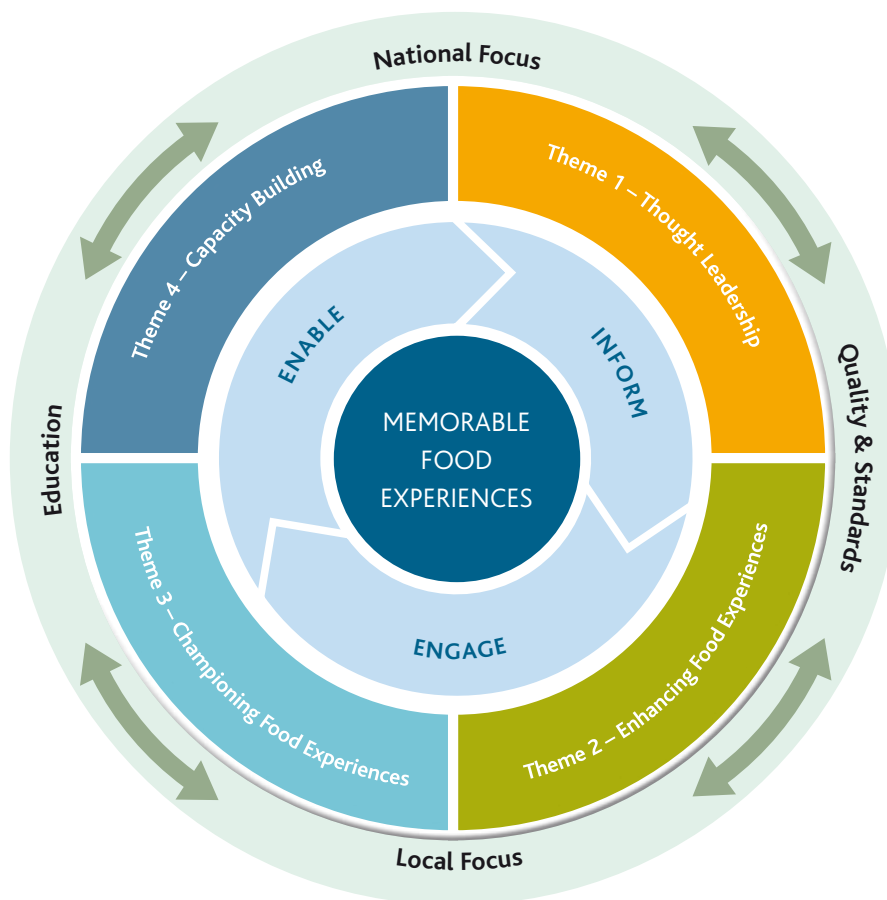 National Focus
Theme 4 – Capacity Building
Theme 1 – Thought Leadership
ENABLE
INFORM
MEMORABLE
FOOD
EXPERIENCES
Education
Quality & Standards
Theme 3 – Championing Food Experiences
Theme 2 – Enhancing Food Experiences
ENGAGE
Local Focus